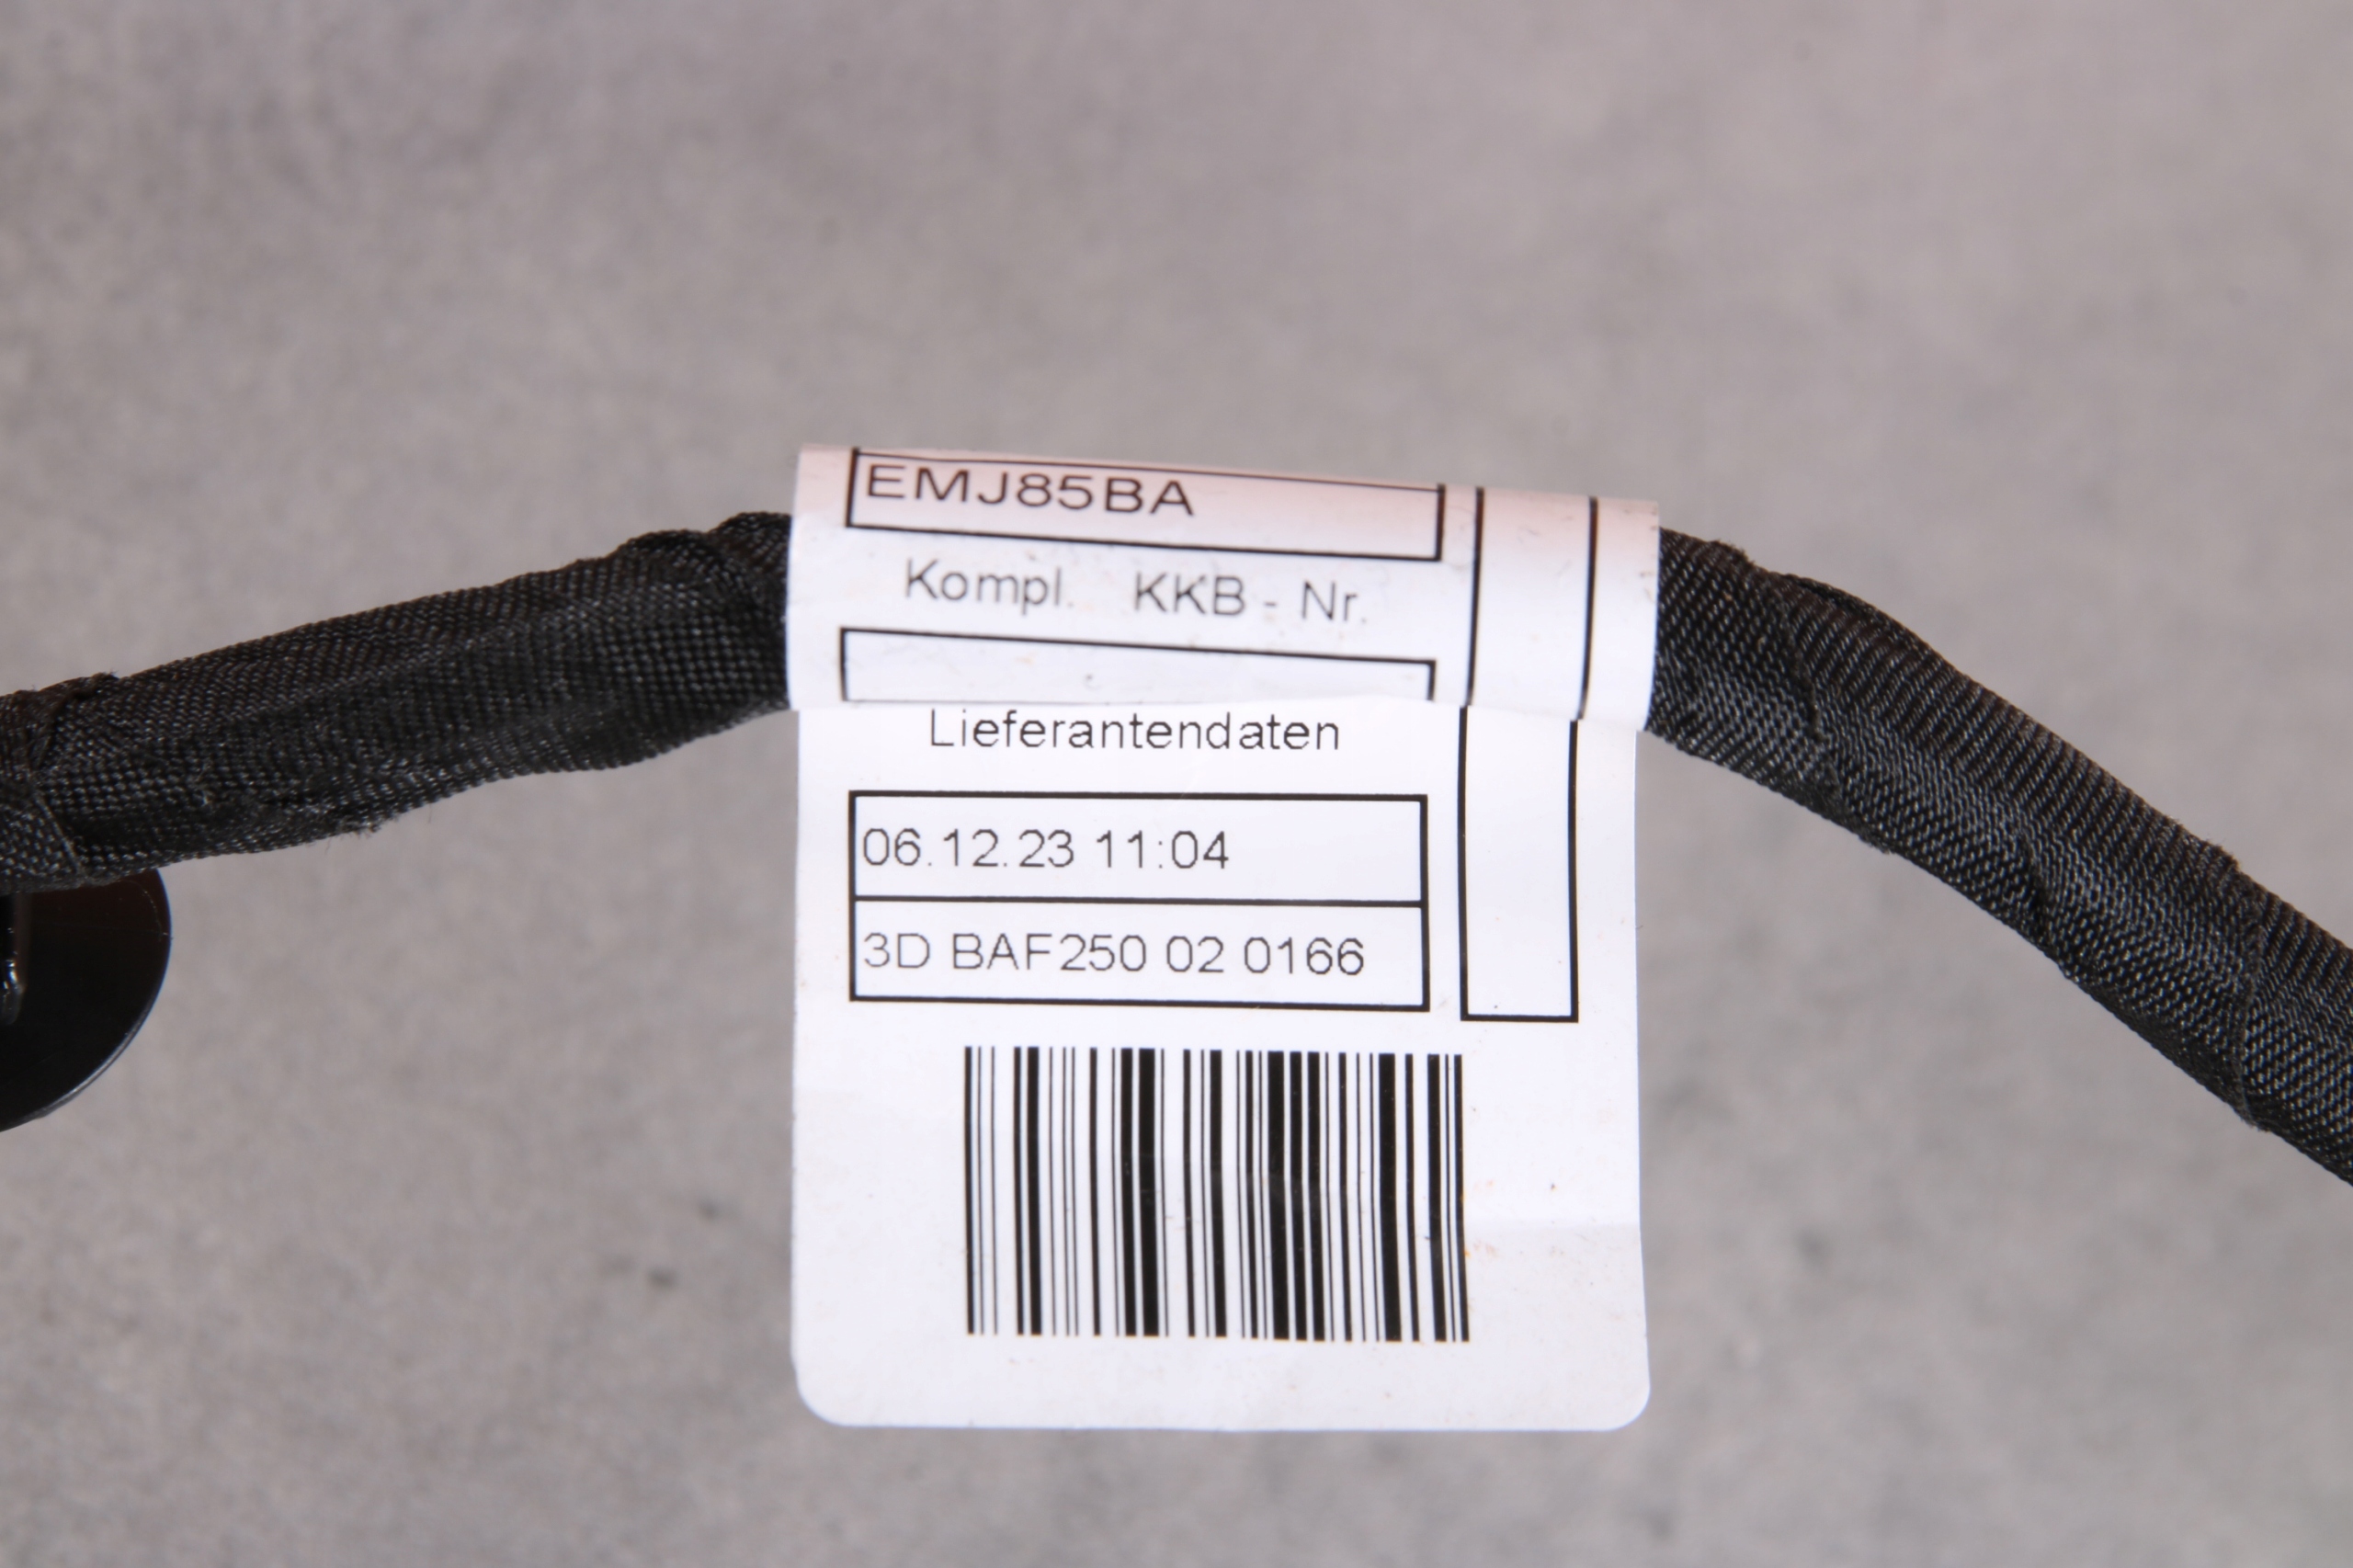 EMJ85BA
Kompl. KKB - Nr.
Lieferantendaten
06.12.23 11:04
3D BAF250 02 0166